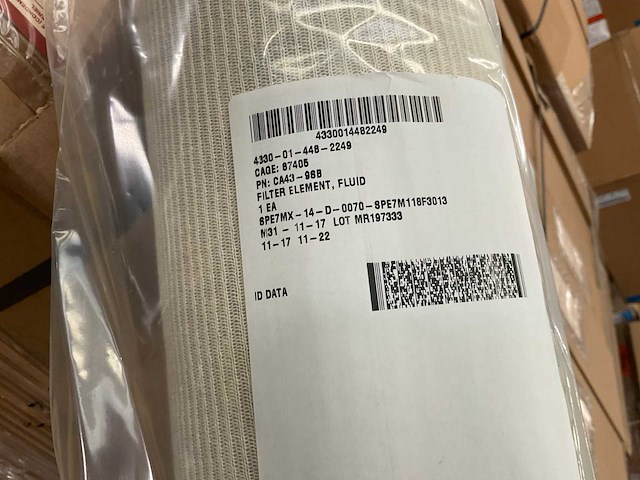 4330014482249
4330-01-448-2249
CAGE: 87405
PN: CA43-9SB
FILTER ELEMENT, FLUID
1 EA
SPE7MX-14-D-0070-SPE7M118F3013
M31 - 11-17 LOT MR197333
11-17 11-22
ID DATA